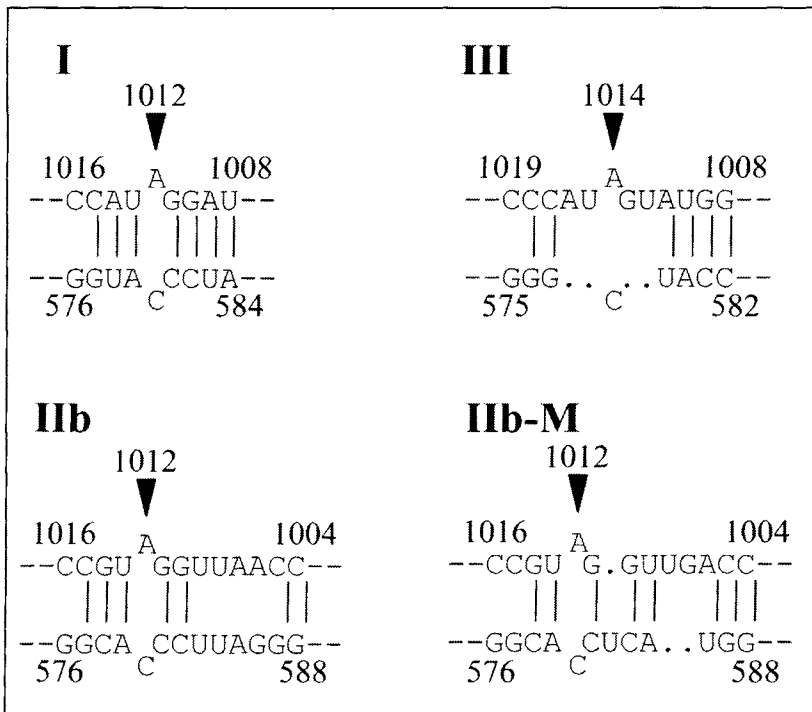 I
1012
1016 A 1008
--CCAU GGAU--
--GGUA CCUA--
576 C 584
III
1014
1019 A 1008
--CCCAU GUAUGG--
--GGG.. ..UACC--
575 C 582
IIb
1012
1016 A 1004
--CCGU GGUUAACC--
--GGCA CCUUAGGG--
576 C 588
IIb-M
1012
1016 A 1004
--CCGU G.GUUGACC--
--GGCA CUCA..UGG--
576 C 588